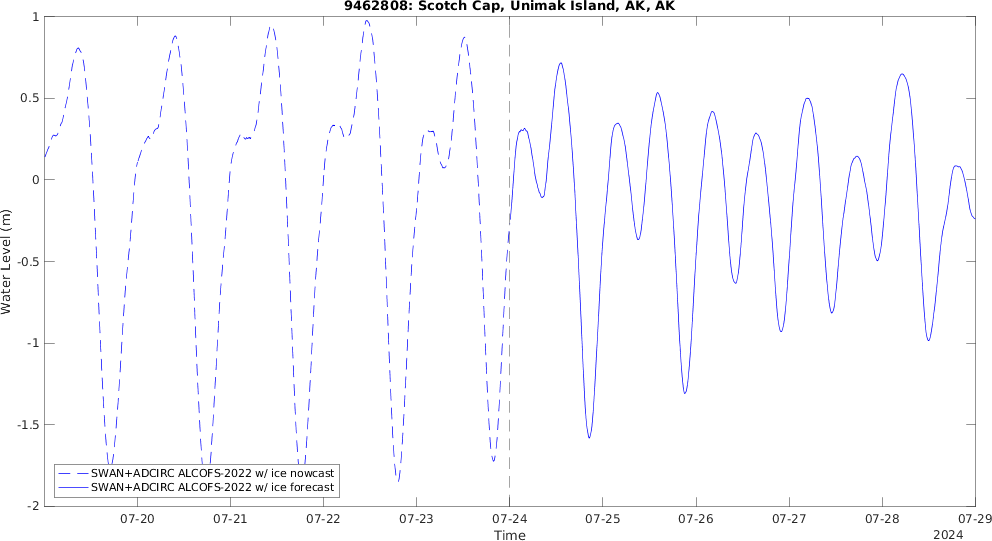 9462808: Scotch Cap, Unimak Island, AK, AK
1
0.5
0
-0.5
-1
-1.5
-2
Water Level (m)
SWAN+ADCIRC ALCOFS-2022 w/ ice nowcast
SWAN+ADCIRC ALCOFS-2022 w/ ice forecast
07-20 07-21 07-22 07-23 07-24 07-25 07-26 07-27 07-28 07-29
Time
2024